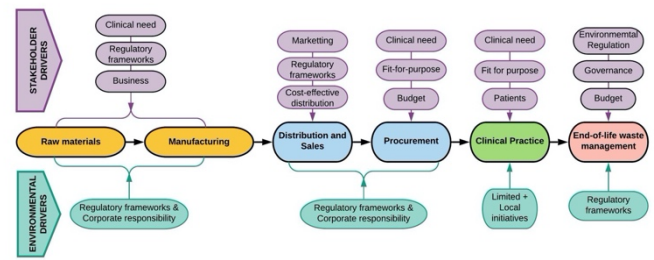 STAKEHOLDER
DRIVERS
Clinical need
Regulatory
frameworks
Business
Marketting
Regulatory
frameworks
Cost-effective
distribution
Clinical need
Fit-for-purpose
Budget
Clinical need
Fit for purpose
Patients
Environmental
Regulation
Governance
Budget
Raw materials
Manufacturing
Distribution and
Sales
Procurement
Clinical Practice
End-of-life waste
management
ENVIRONMENTAL
DRIVERS
Regulatory frameworks &
Corporate responsibility
Regulatory frameworks &
Corporate responsibility
Limited +
Local
initiatives
Regulatory
frameworks